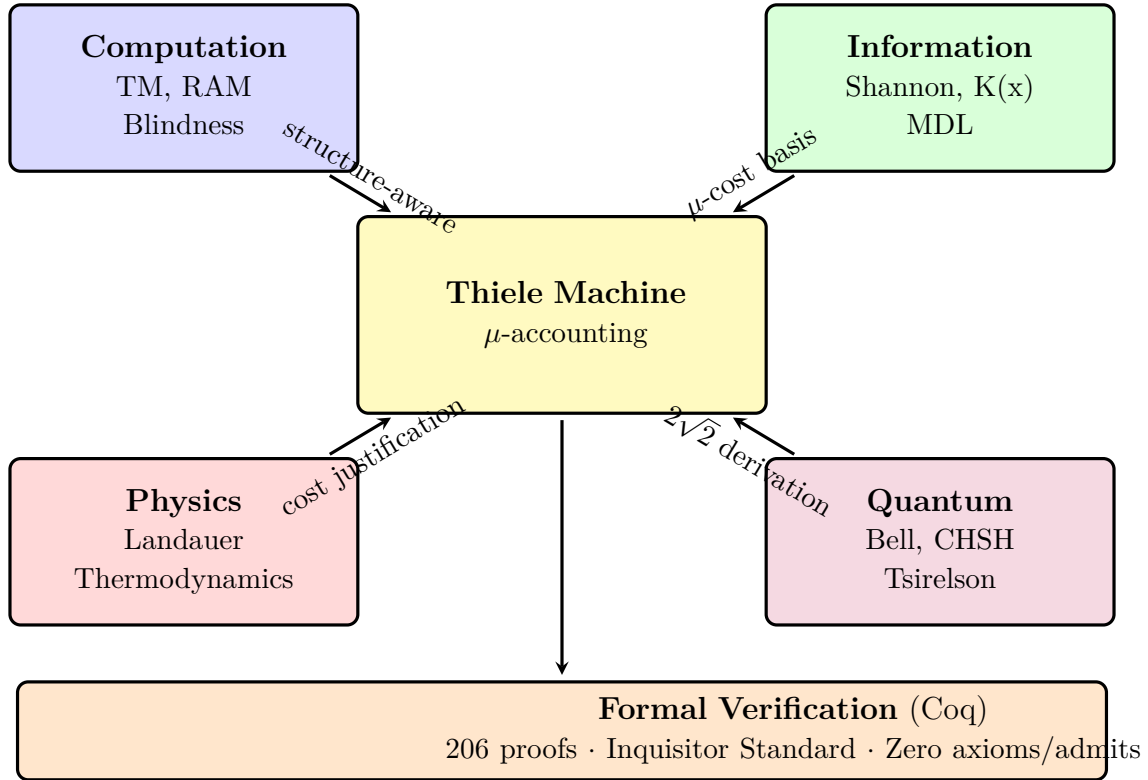 Computation
TM, RAM
Blindness
Information
Shannon, K(x)
MDL
structure-aware
μ-cost basis
Thiele Machine
μ-accounting
cost justification
2√2 derivation
Physics
Landauer
Thermodynamics
Quantum
Bell, CHSH
Tsirelson
Formal Verification (Coq)
206 proofs · Inquisitor Standard · Zero axioms/admits